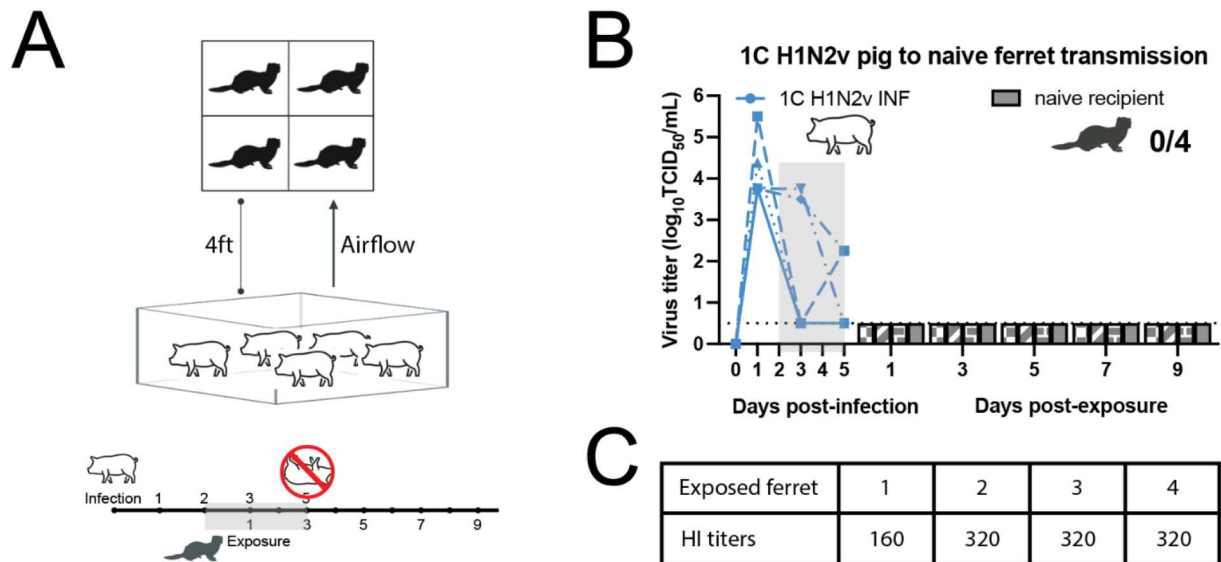 A
4ft
Airflow
Infection
1
2
3
5
7
9
1
3
5
7
9
Exposure
B
1C H1N2v pig to naive ferret transmission
1C H1N2v INF
naive recipient
0/4
Virus titer (log10TCID50/mL)
6
5
4
3
2
1
0
0 1 2 3 4 5 1 3 5 7 9
Days post-infection Days post-exposure
C
Exposed ferret 1 2 3 4
HI titers 160 320 320 320